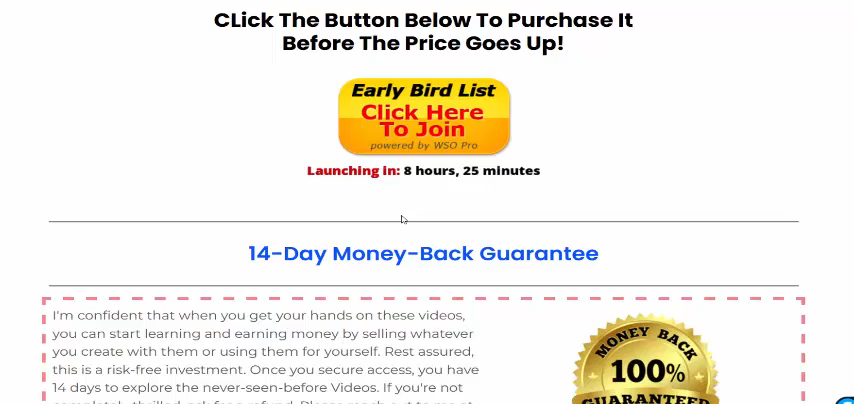 CLick The Button Below To Purchase It
Before The Price Goes Up!
Early Bird List
Click Here
To Join
powered by WSO Pro
Launching in: 8 hours, 25 minutes
14-Day Money-Back Guarantee
I'm confident that when you get your hands on these videos,
you can start learning and earning money by selling whatever
you create with them or using them for yourself. Rest assured,
this is a risk-free investment. Once you secure access, you have
14 days to explore the never-seen-before Videos. If you're not
MONEY BACK
100%
GUARANTEED